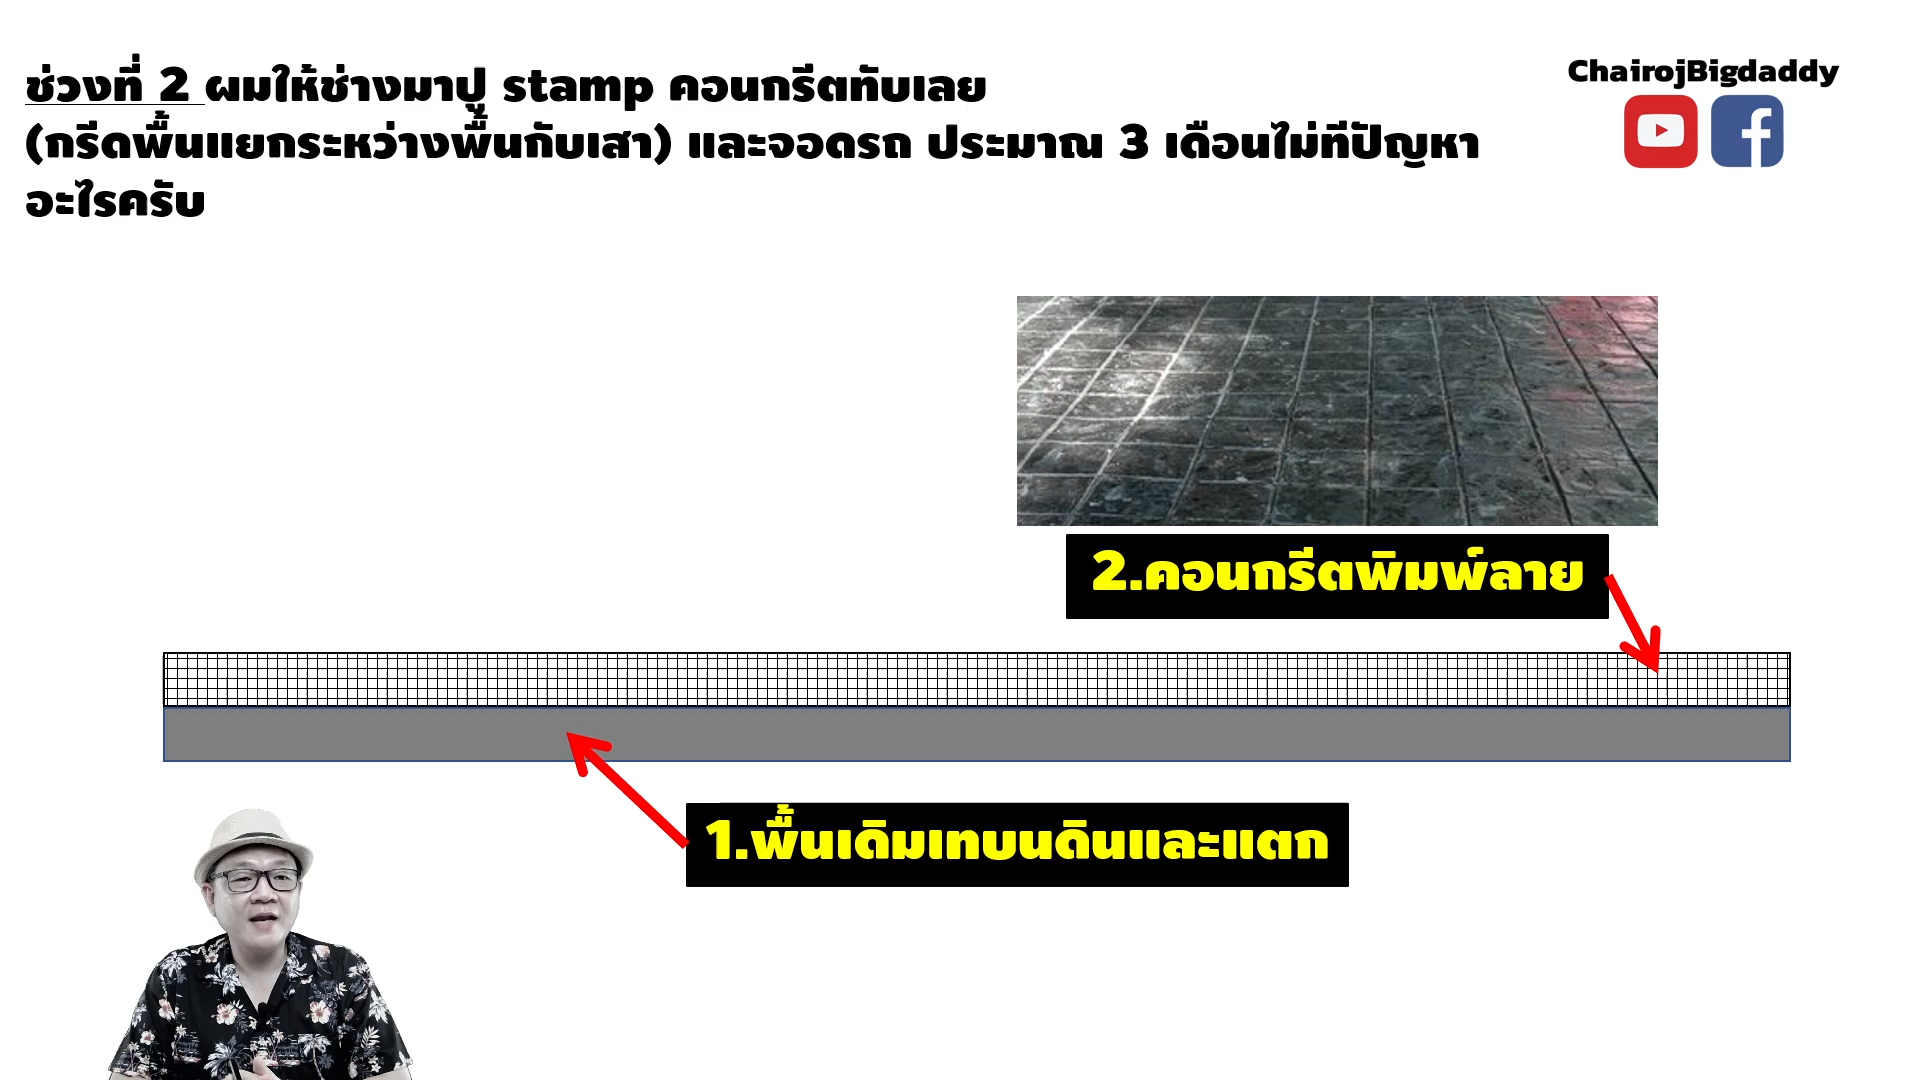 ช่วงที่ 2 ผมให้ช่างมาปู stamp คอนกรีตทับเลย
(กรีดพื้นแยกระหว่างพื้นกับเสา) และจอดรถ ประมาณ 3 เดือนไม่ทีปัญหา
อะไรครับ
ChairojBigdaddy
2.คอนกรีตพิมพ์ลาย
1.พื้นเดิมเทบนดินและแตก